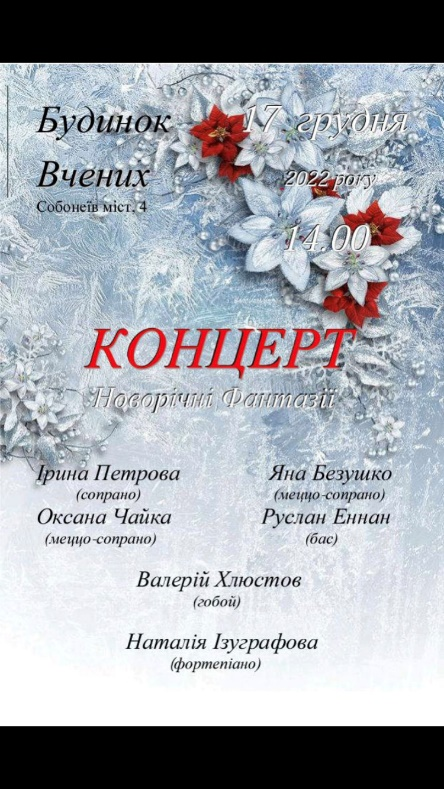 Будинок 17 грудня
Вчених 2022 року
Собонеїв міст. 4
14.00
КОНЦЕРТ
Новорічні Фантазії
Ірина Петрова Яна Безушко
(сопрано) (меццо-сопрано)
Оксана Чайка Руслан Еннан
(меццо-сопрано) (бас)
Валерій Хлюстов
(гобой)
Наталія Ізуграфова
(фортепіано)